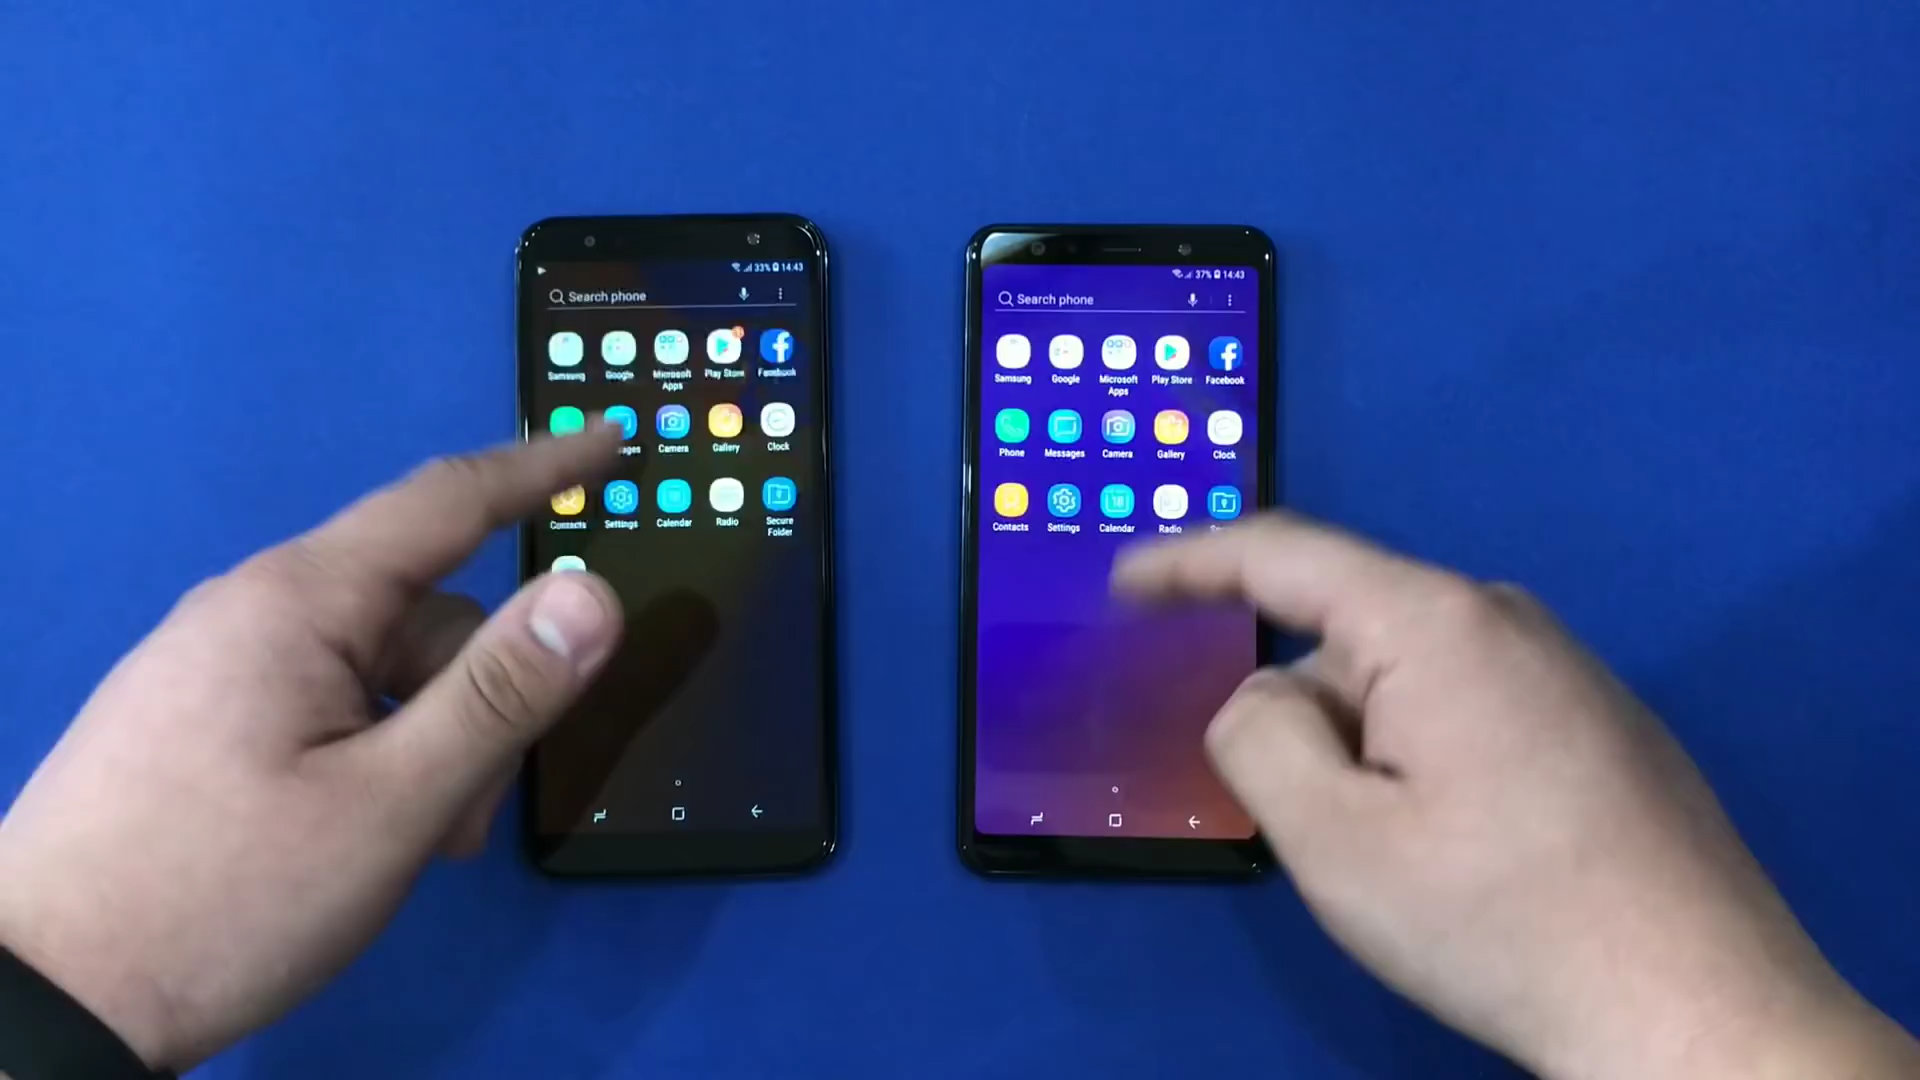 33% 14:43
Search phone
Samsung Google Microsoft Apps Play Store Facebook
Camera Gallery Clock
Contacts Settings Calendar Radio Secure Folder
37% 14:43
Search phone
Samsung Google Microsoft Apps Play Store Facebook
Phone Messages Camera Gallery Clock
Contacts Settings Calendar Radio